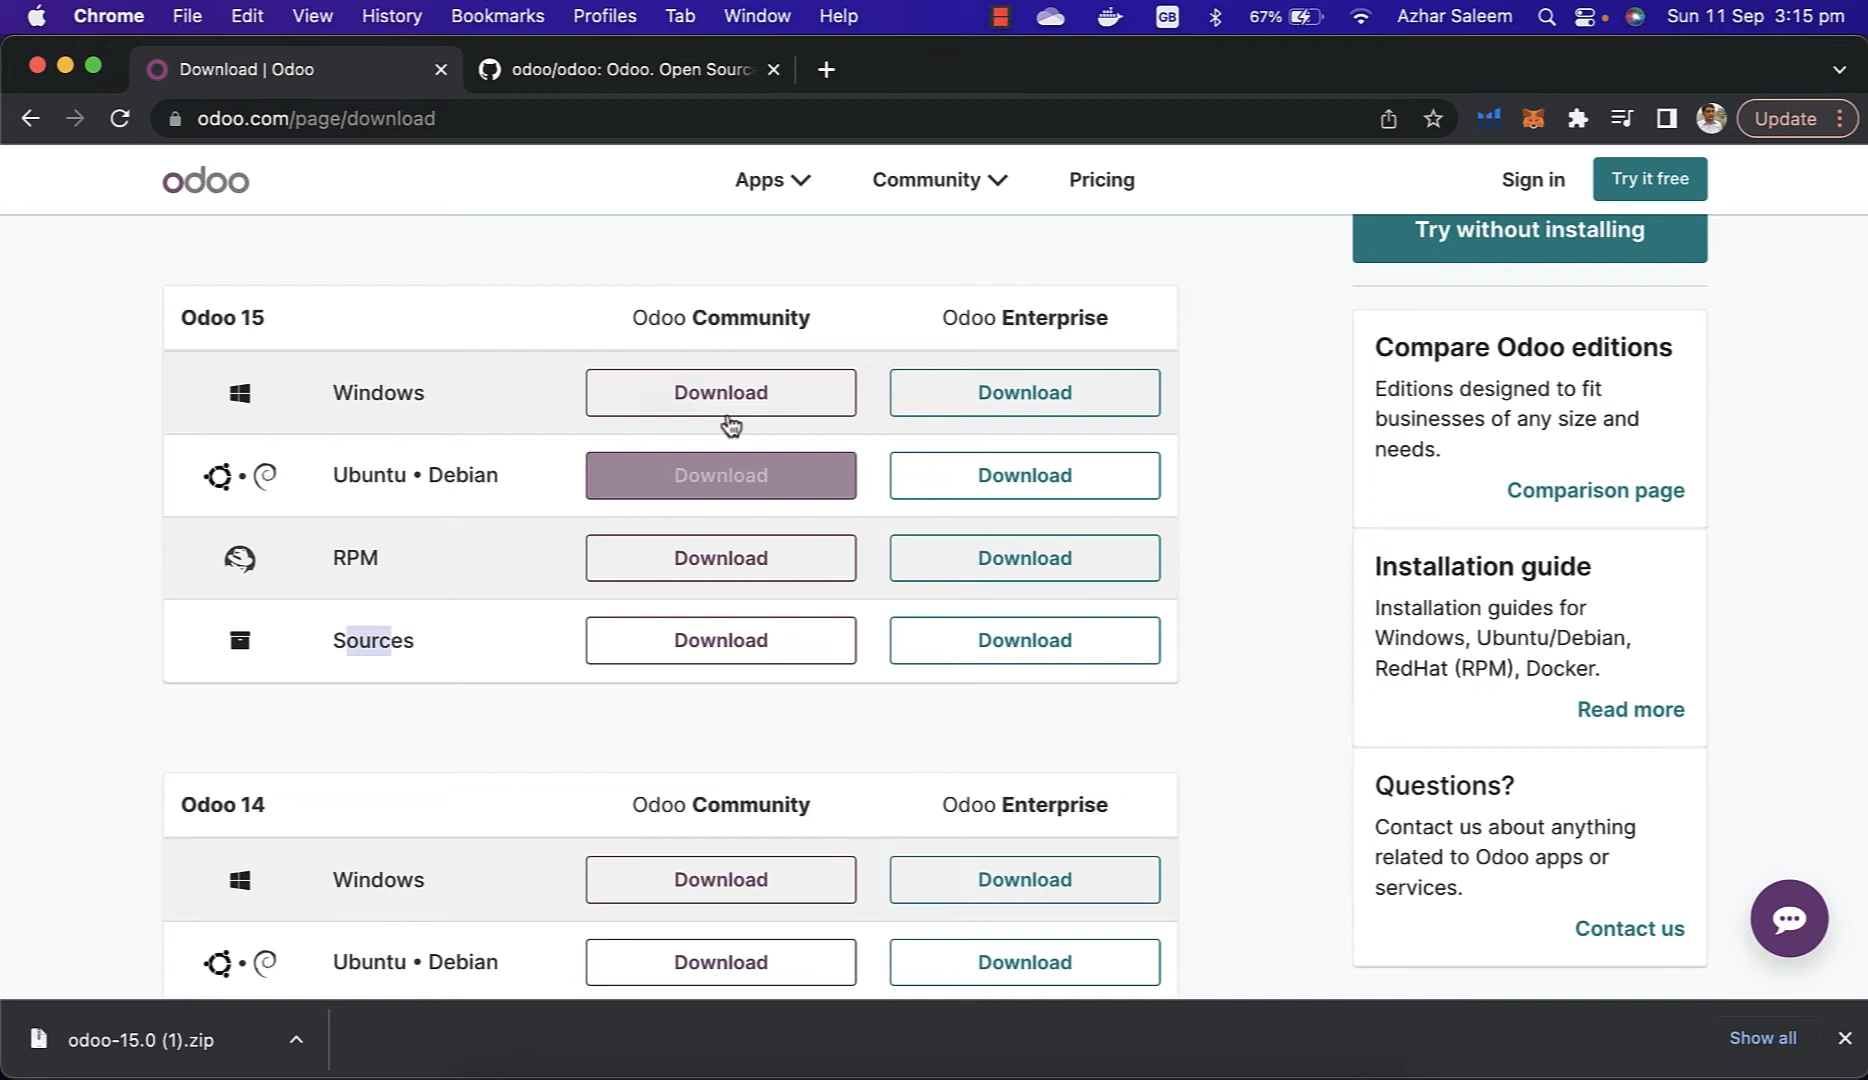 Chrome File Edit View History Bookmarks Profiles Tab Window Help GB 67% Azhar Saleem Sun 11 Sep 3:15 pm
Download | Odoo odoo/odoo: Odoo. Open Sourc
odoo.com/page/download Update
odoo Apps Community Pricing Sign in Try it free
Try without installing
Odoo 15 Odoo Community Odoo Enterprise
Windows Download Download
Ubuntu • Debian Download Download
RPM Download Download
Sources Download Download
Odoo 14 Odoo Community Odoo Enterprise
Windows Download Download
Ubuntu • Debian Download Download
Compare Odoo editions
Editions designed to fit
businesses of any size and
needs.
Comparison page
Installation guide
Installation guides for
Windows, Ubuntu/Debian,
RedHat (RPM), Docker.
Read more
Questions?
Contact us about anything
related to Odoo apps or
services.
Contact us
odoo-15.0 (1).zip Show all